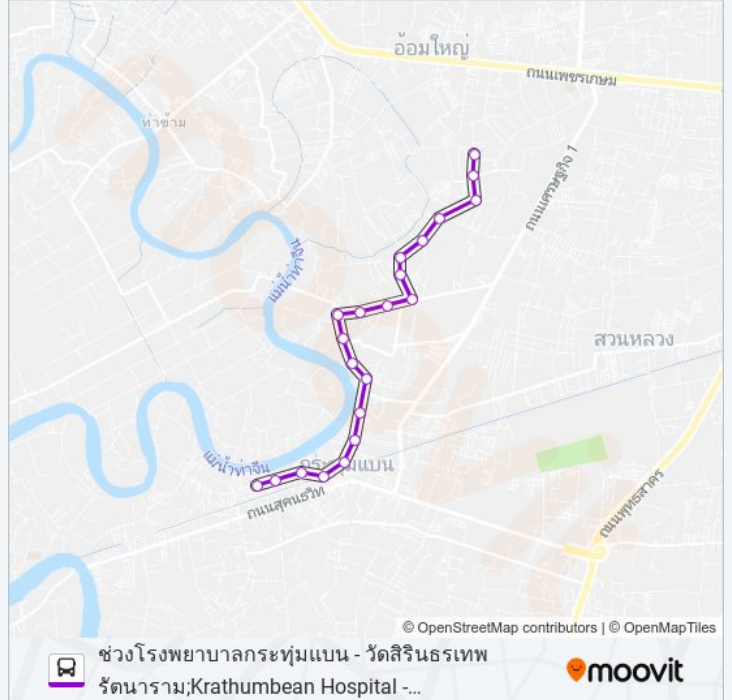 อ้อมใหญ่
ถนนเพชรเกษม
ท่าข้าม
ถนนเศรษฐกิจ 1
แม่น้ำท่าจีน
สวนหลวง
แม่น้ำท่าจีน
กระทุ่มแบน
ถนนสุคนธวิท
ถนนพุทธสาคร
© OpenStreetMap contributors | © OpenMapTiles
ช่วงโรงพยาบาลกระทุ่มแบน - วัดสิรินธรเทพ
รัตนาราม;Krathumbean Hospital -...
moovit